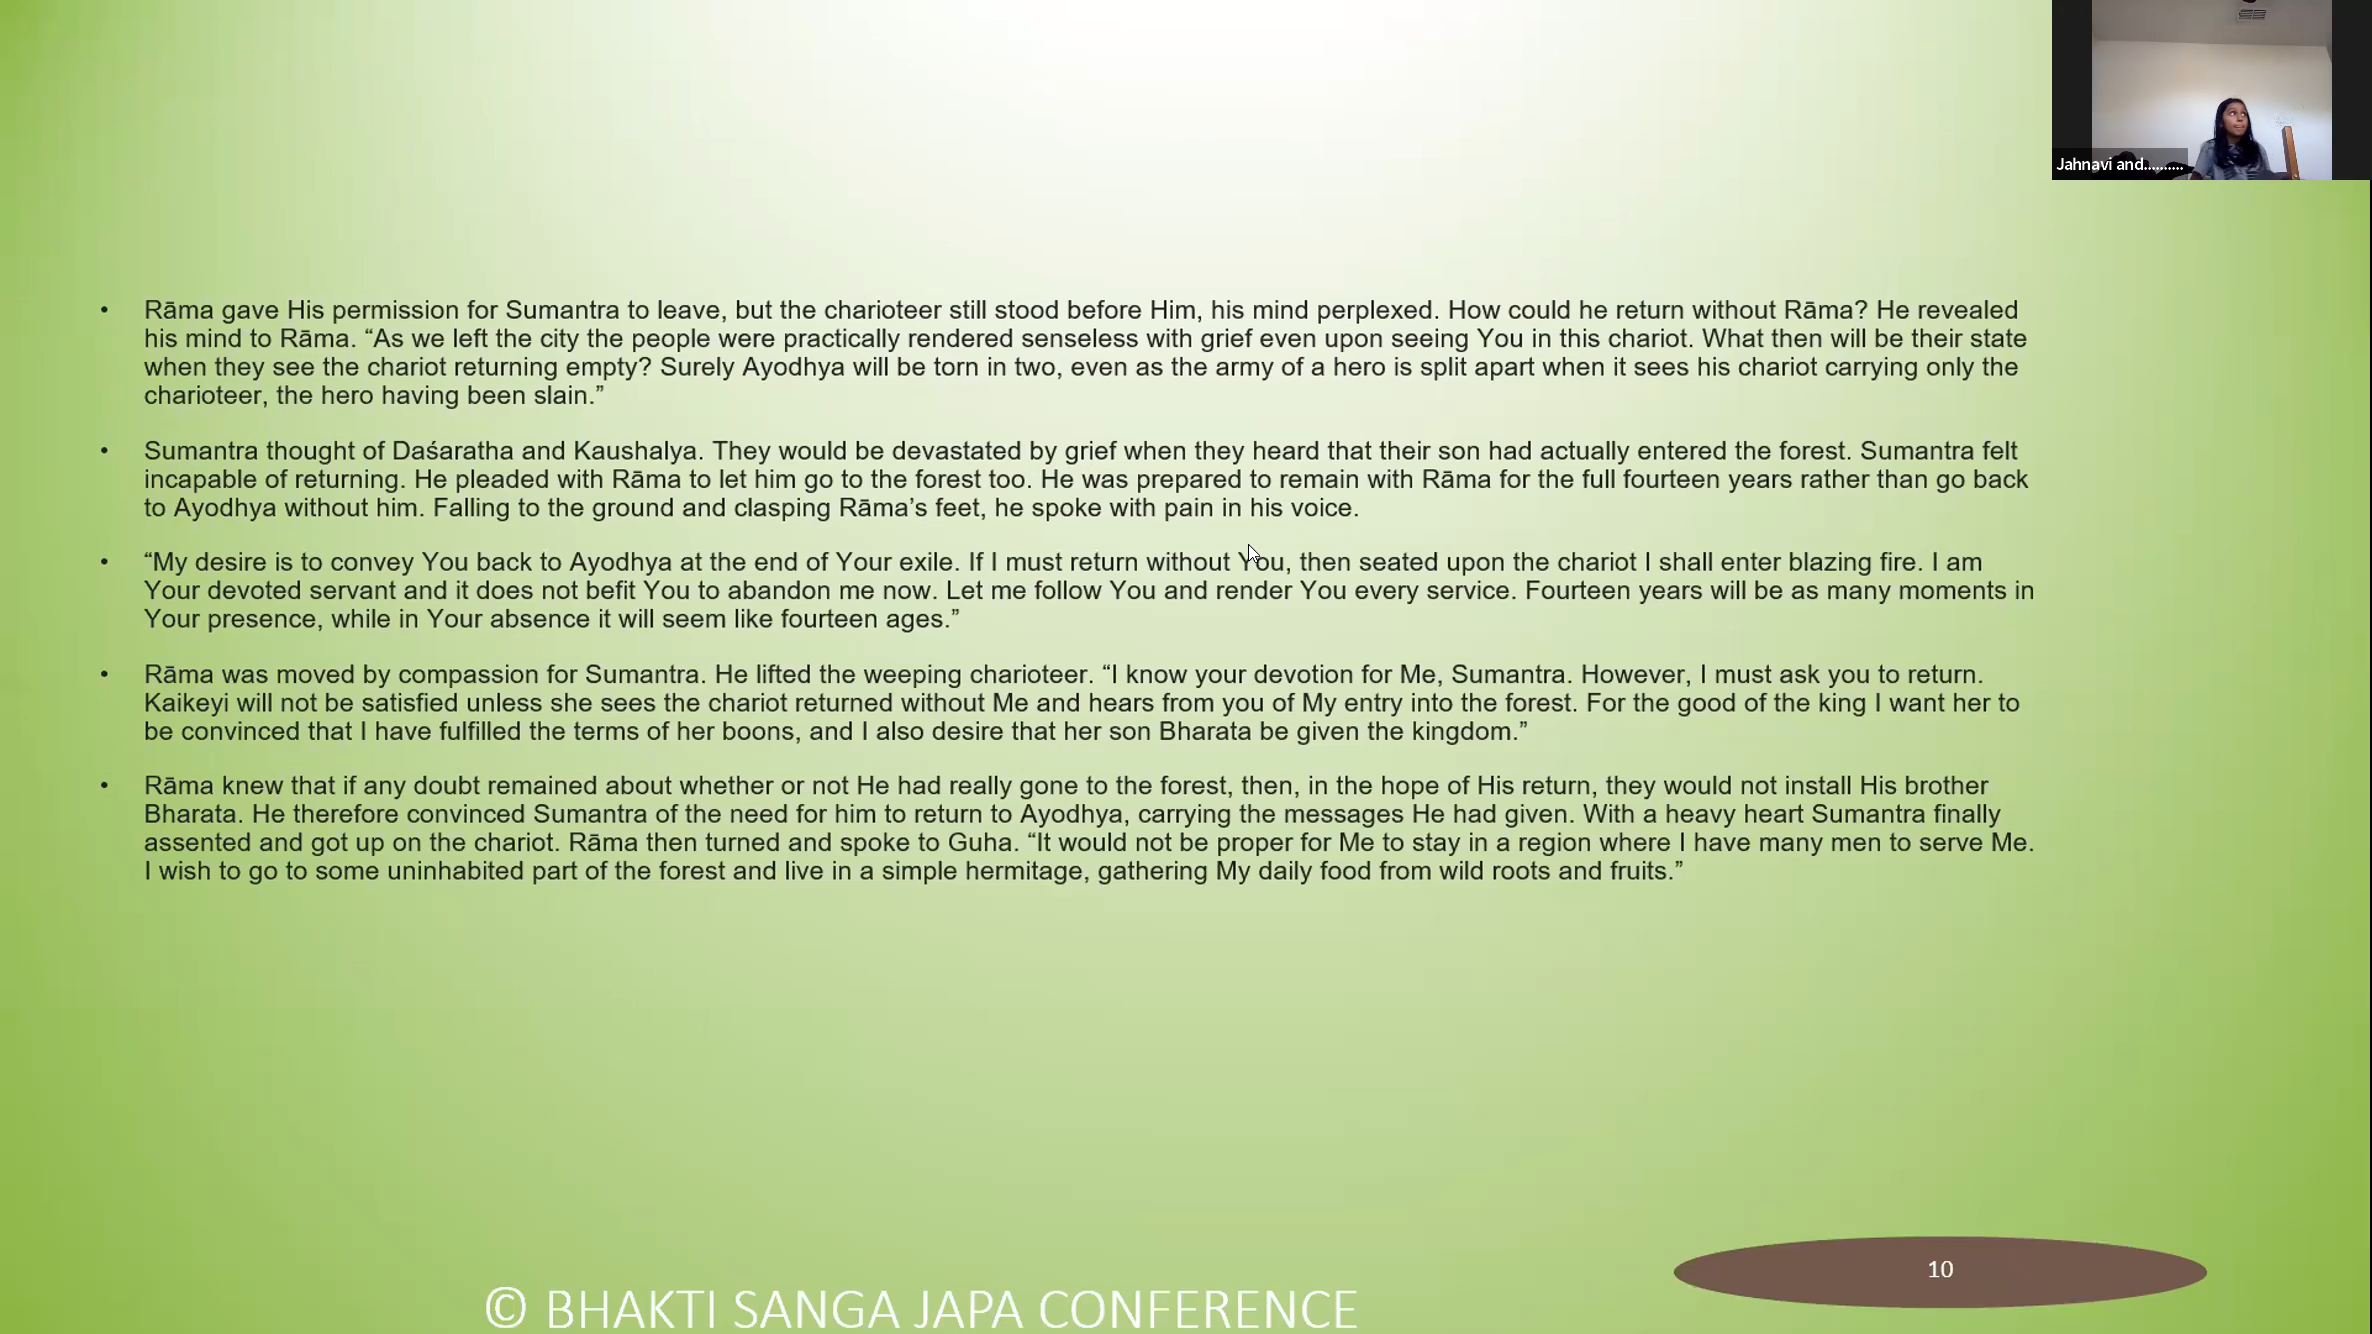 Jahnavi and..........
• Rāma gave His permission for Sumantra to leave, but the charioteer still stood before Him, his mind perplexed. How could he return without Rāma? He revealed
his mind to Rāma. “As we left the city the people were practically rendered senseless with grief even upon seeing You in this chariot. What then will be their state
when they see the chariot returning empty? Surely Ayodhya will be torn in two, even as the army of a hero is split apart when it sees his chariot carrying only the
charioteer, the hero having been slain.”
• Sumantra thought of Daśaratha and Kaushalya. They would be devastated by grief when they heard that their son had actually entered the forest. Sumantra felt
incapable of returning. He pleaded with Rāma to let him go to the forest too. He was prepared to remain with Rāma for the full fourteen years rather than go back
to Ayodhya without him. Falling to the ground and clasping Rāma’s feet, he spoke with pain in his voice.
• “My desire is to convey You back to Ayodhya at the end of Your exile. If I must return without You, then seated upon the chariot I shall enter blazing fire. I am
Your devoted servant and it does not befit You to abandon me now. Let me follow You and render You every service. Fourteen years will be as many moments in
Your presence, while in Your absence it will seem like fourteen ages.”
• Rāma was moved by compassion for Sumantra. He lifted the weeping charioteer. “I know your devotion for Me, Sumantra. However, I must ask you to return.
Kaikeyi will not be satisfied unless she sees the chariot returned without Me and hears from you of My entry into the forest. For the good of the king I want her to
be convinced that I have fulfilled the terms of her boons, and I also desire that her son Bharata be given the kingdom.”
• Rāma knew that if any doubt remained about whether or not He had really gone to the forest, then, in the hope of His return, they would not install His brother
Bharata. He therefore convinced Sumantra of the need for him to return to Ayodhya, carrying the messages He had given. With a heavy heart Sumantra finally
assented and got up on the chariot. Rāma then turned and spoke to Guha. “It would not be proper for Me to stay in a region where I have many men to serve Me.
I wish to go to some uninhabited part of the forest and live in a simple hermitage, gathering My daily food from wild roots and fruits.”
10
© BHAKTI SANGA JAPA CONFERENCE